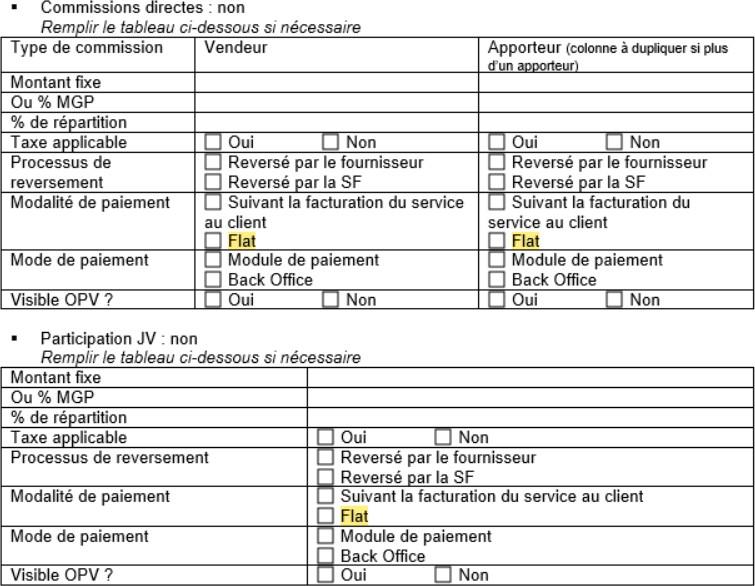 ▪ Commissions directes : non
Remplir le tableau ci-dessous si nécessaire
Type de commission Vendeur Apporteur (colonne à dupliquer si plus
d'un apporteur)
Montant fixe
Ou % MGP
% de répartition
Taxe applicable ☐ Oui ☐ Non ☐ Oui ☐ Non
Processus de ☐ Reversé par le fournisseur ☐ Reversé par le fournisseur
reversement ☐ Reversé par la SF ☐ Reversé par la SF
Modalité de paiement ☐ Suivant la facturation du service ☐ Suivant la facturation du
au client service au client
☐ Flat ☐ Flat
Mode de paiement ☐ Module de paiement ☐ Module de paiement
☐ Back Office ☐ Back Office
Visible OPV ? ☐ Oui ☐ Non ☐ Oui ☐ Non
▪ Participation JV : non
Remplir le tableau ci-dessous si nécessaire
Montant fixe
Ou % MGP
% de répartition
Taxe applicable ☐ Oui ☐ Non
Processus de reversement ☐ Reversé par le fournisseur
☐ Reversé par la SF
Modalité de paiement ☐ Suivant la facturation du service au client
☐ Flat
Mode de paiement ☐ Module de paiement
☐ Back Office
Visible OPV ? ☐ Oui ☐ Non